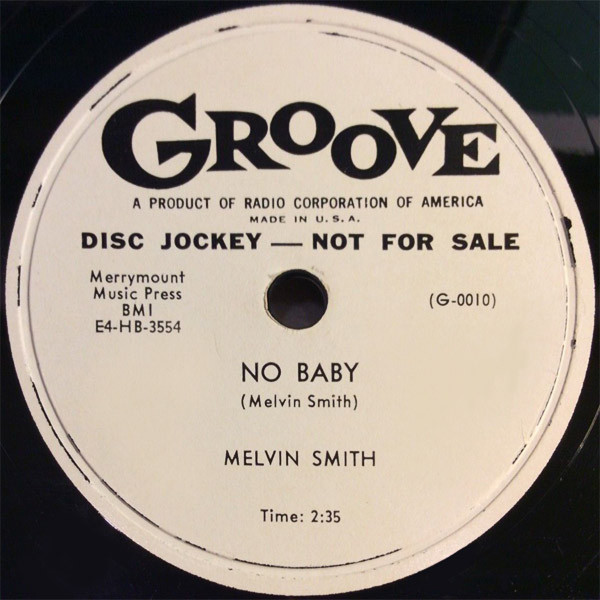 GROOVE
A PRODUCT OF RADIO CORPORATION OF AMERICA
MADE IN U.S.A.
DISC JOCKEY — NOT FOR SALE
Merrymount
Music Press
BMI
E4-HB-3554
(G-0010)
NO BABY
(Melvin Smith)
MELVIN SMITH
Time: 2:35